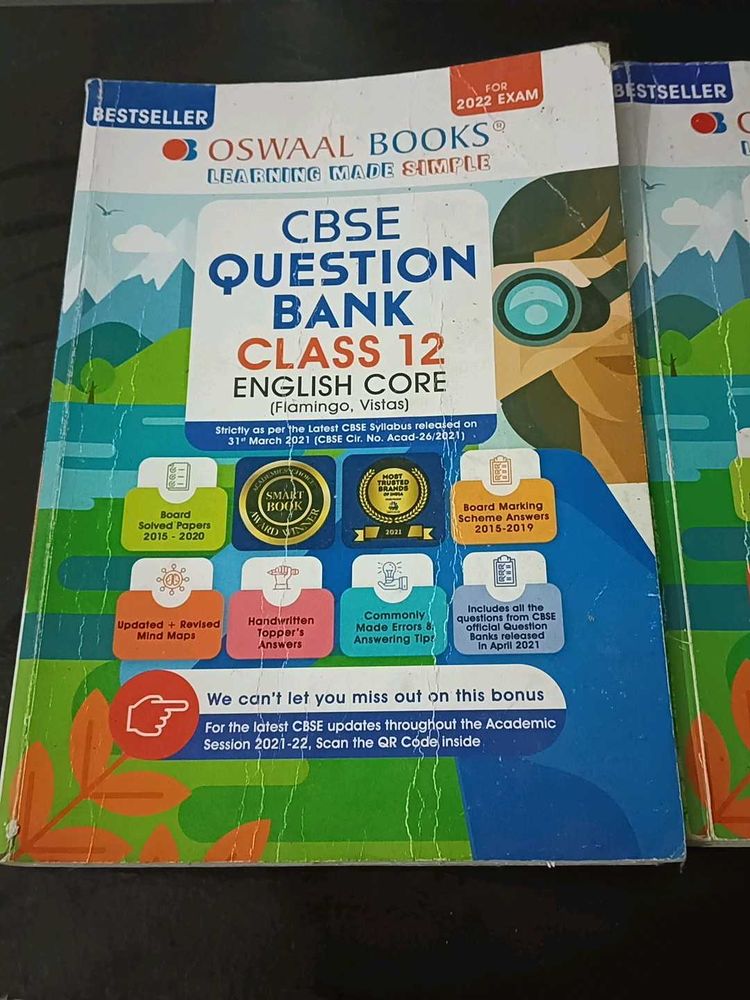 BESTSELLER
FOR
2022 EXAM
OSWAAL BOOKS®
LEARNING MADE SIMPLE
CBSE
QUESTION
BANK
CLASS 12
ENGLISH CORE
(Flamingo, Vistas)
Strictly as per the Latest CBSE Syllabus released on
31st March 2021 (CBSE Cir. No. Acad-26/2021)
Board
Solved Papers
2015 - 2020
ACADEMICS CHOICE
SMART
BOOK
AWARD WINNER
MOST
TRUSTED
BRANDS
OF INDIA
2021
Board Marking
Scheme Answers
2015-2019
Updated + Revised
Mind Maps
Handwritten
Topper's
Answers
Commonly
Made Errors &
Answering Tips
Includes all the
questions from CBSE
official Question
Banks released
in April 2021
We can't let you miss out on this bonus
For the latest CBSE updates throughout the Academic
Session 2021-22, Scan the QR Code inside
BESTSELLER